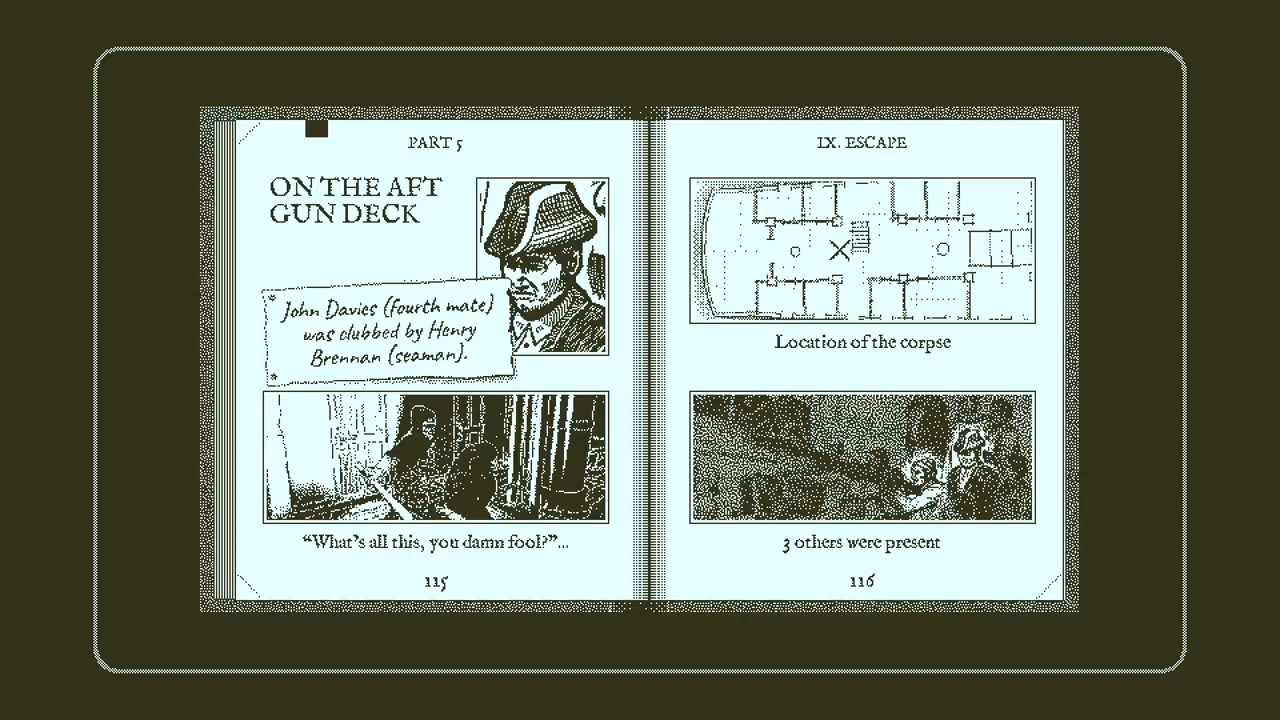 PART 5
ON THE AFT
GUN DECK
John Davies (fourth mate)
was clubbed by Henry
Brennan (seaman).
"What's all this, you damn fool?"...
115
IX. ESCAPE
Location of the corpse
3 others were present
116